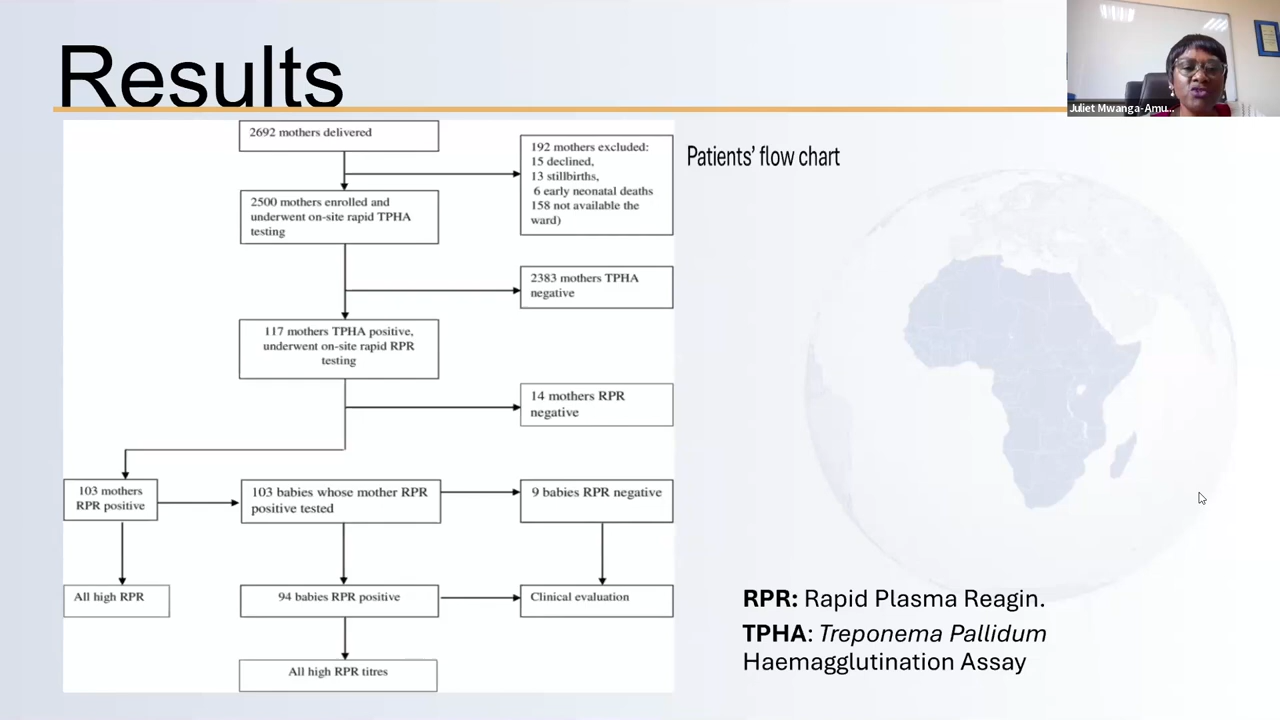 Results
Juliet Mwanga-Amu...
2692 mothers delivered
192 mothers excluded:
15 declined,
13 stillbirths,
6 early neonatal deaths
158 not available the
ward)
Patients' flow chart
2500 mothers enrolled and
underwent on-site rapid TPHA
testing
2383 mothers TPHA
negative
117 mothers TPHA positive,
underwent on-site rapid RPR
testing
14 mothers RPR
negative
103 mothers
RPR positive
103 babies whose mother RPR
positive tested
9 babies RPR negative
All high RPR
94 babies RPR positive
Clinical evaluation
All high RPR titres
RPR: Rapid Plasma Reagin.
TPHA: Treponema Pallidum
Haemagglutination Assay